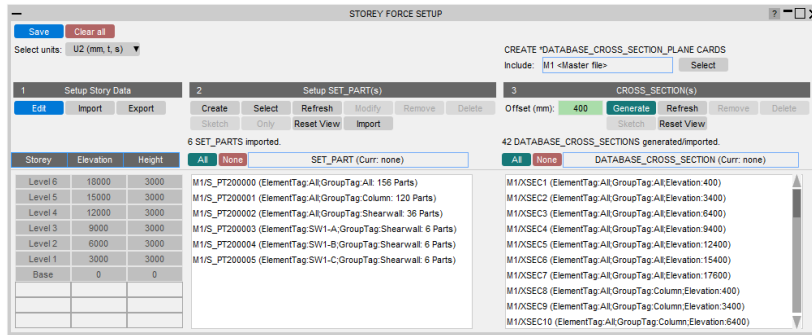 STOREY FORCE SETUP
Save Clear all
Select units: U2 (mm, t, s)
CREATE *DATABASE_CROSS_SECTION_PLANE CARDS
Include: M1 <Master file> Select
1 Setup Story Data 2 Setup SET_PART(s) 3 CROSS_SECTION(s)
Edit Import Export Create Select Refresh Modify Remove Delete Offset (mm): 400 Generate Refresh Remove Delete
Sketch Only Reset View Import Sketch Reset View
6 SET_PARTS imported. 42 DATABASE_CROSS_SECTIONS generated/imported.
Storey Elevation Height All None SET_PART (Curr: none) All None DATABASE_CROSS_SECTION (Curr: none)
Level 6 18000 3000 M1/S_PT200000 (ElementTag:All;GroupTag:All: 156 Parts) M1/XSEC1 (ElementTag:All;GroupTag:All;Elevation:400)
Level 5 15000 3000 M1/S_PT200001 (ElementTag:All;GroupTag:Column: 120 Parts) M1/XSEC2 (ElementTag:All;GroupTag:All;Elevation:3400)
Level 4 12000 3000 M1/S_PT200002 (ElementTag:All;GroupTag:Shearwall: 36 Parts) M1/XSEC3 (ElementTag:All;GroupTag:All;Elevation:6400)
Level 3 9000 3000 M1/S_PT200003 (ElementTag:SW1-A;GroupTag:Shearwall: 6 Parts) M1/XSEC4 (ElementTag:All;GroupTag:All;Elevation:9400)
Level 2 6000 3000 M1/S_PT200004 (ElementTag:SW1-B;GroupTag:Shearwall: 6 Parts) M1/XSEC5 (ElementTag:All;GroupTag:All;Elevation:12400)
Level 1 3000 3000 M1/S_PT200005 (ElementTag:SW1-C;GroupTag:Shearwall: 6 Parts) M1/XSEC6 (ElementTag:All;GroupTag:All;Elevation:15400)
Base 0 0 M1/XSEC7 (ElementTag:All;GroupTag:All;Elevation:17600)
M1/XSEC8 (ElementTag:All;GroupTag:Column;Elevation:400)
M1/XSEC9 (ElementTag:All;GroupTag:Column;Elevation:3400)
M1/XSEC10 (ElementTag:All;GroupTag:Column;Elevation:6400)